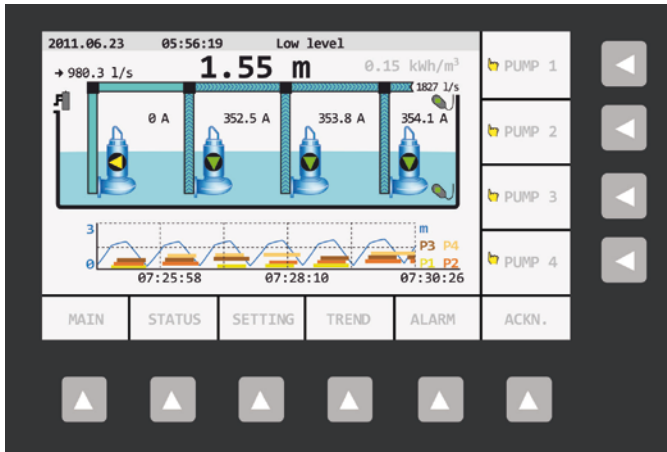 2011.06.23 05:56:19 Low level
980.3 l/s 1.55 m 0.15 kWh/m³
1827 l/s
0 A 352.5 A 353.8 A 354.1 A
3 m
P3 P4
0 P1 P2
07:25:58 07:28:10 07:30:26
PUMP 1
PUMP 2
PUMP 3
PUMP 4
MAIN STATUS SETTING TREND ALARM ACKN.